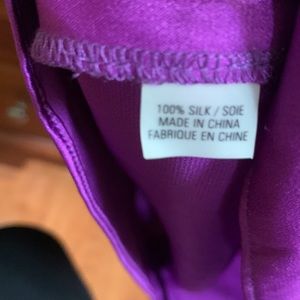 100% SILK / SOIE
MADE IN CHINA
FABRIQUE EN CHINE